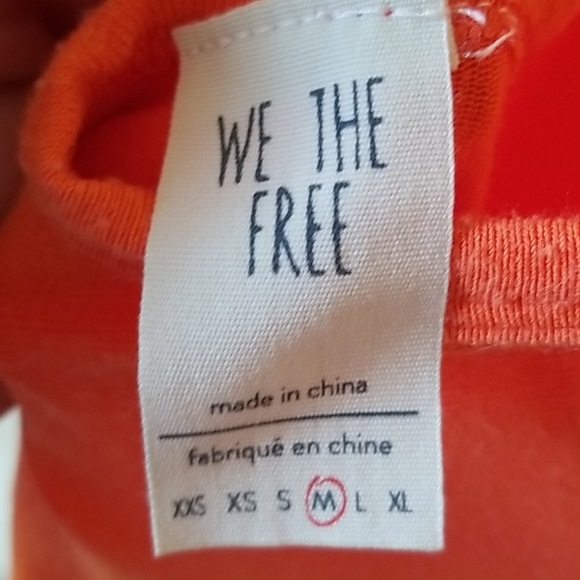 WE THE
FREE
made in china
fabriqué en chine
XXS XS S M L XL